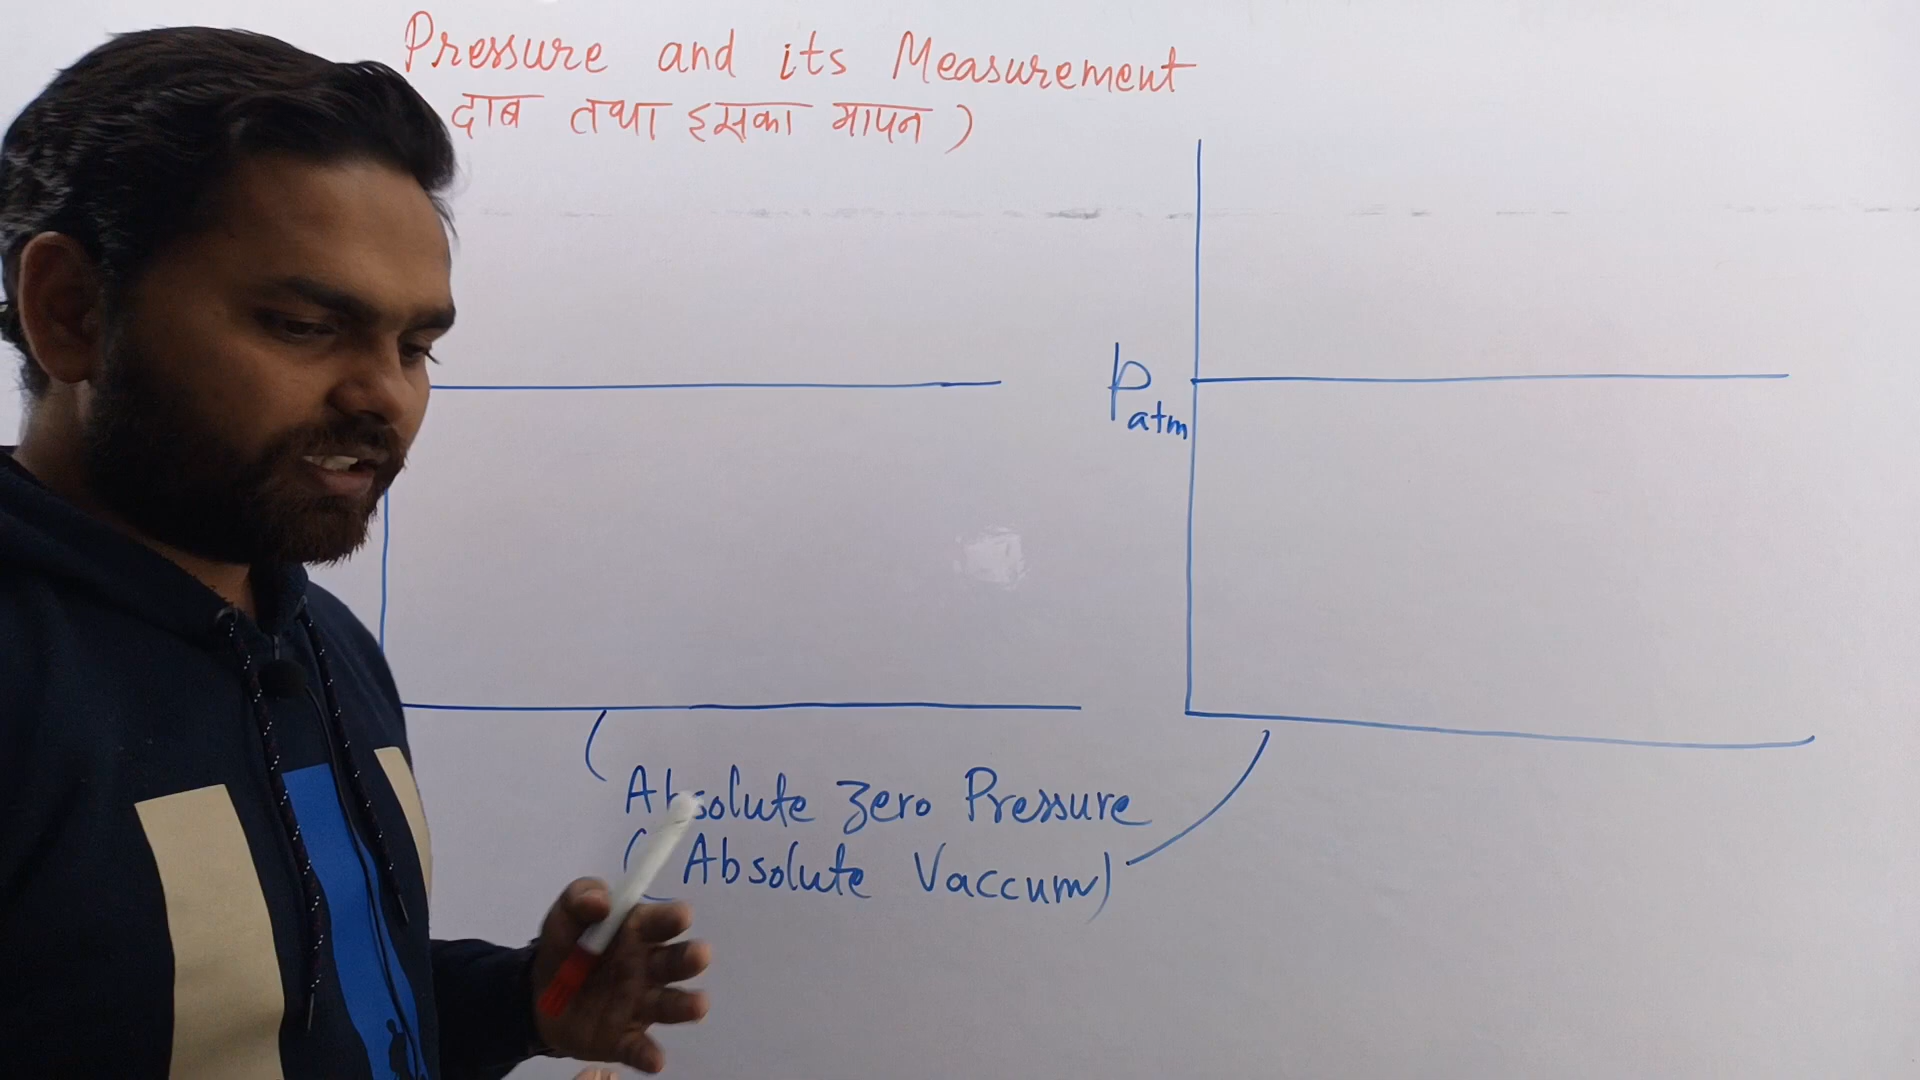 Pressure and its Measurement
दाब तथा इसका मापन )
P atm
Absolute Zero Pressure
( Absolute Vaccum)